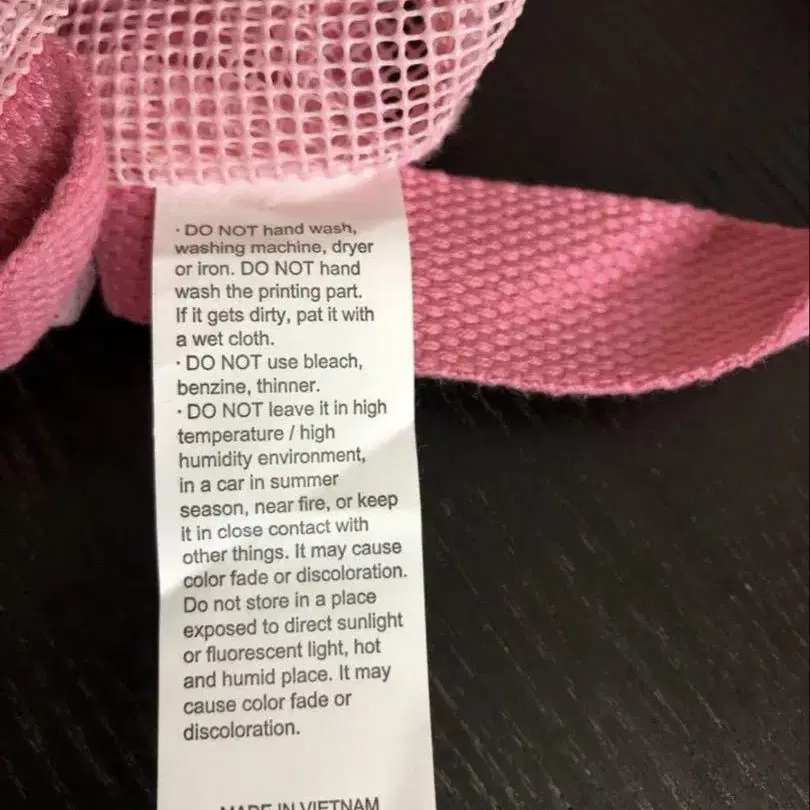 · DO NOT hand wash,
washing machine, dryer
or iron. DO NOT hand
wash the printing part.
If it gets dirty, pat it with
a wet cloth.
· DO NOT use bleach,
benzine, thinner.
· DO NOT leave it in high
temperature / high
humidity environment,
in a car in summer
season, near fire, or keep
it in close contact with
other things. It may cause
color fade or discoloration.
Do not store in a place
exposed to direct sunlight
or fluorescent light, hot
and humid place. It may
cause color fade or
discoloration.
MADE IN VIETNAM